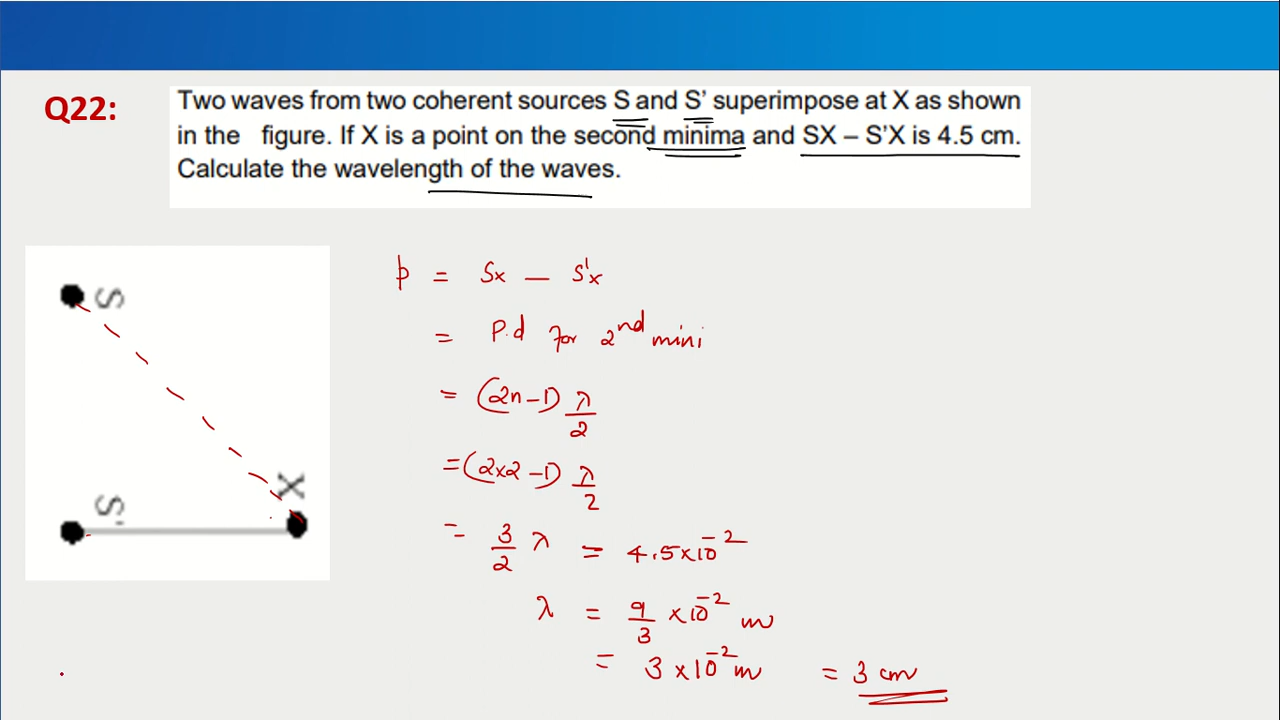 Q22:
Two waves from two coherent sources S and S' superimpose at X as shown
in the figure. If X is a point on the second minima and SX – S'X is 4.5 cm.
Calculate the wavelength of the waves.
S
S'
X
p = Sx — S'x
= P.d for 2nd mini
= (2n-1) λ/2
= (2x2-1) λ/2
= 3/2 λ = 4.5x10^-2
λ = 9/3 x10^-2 m
= 3 x10^-2 m = 3 cm